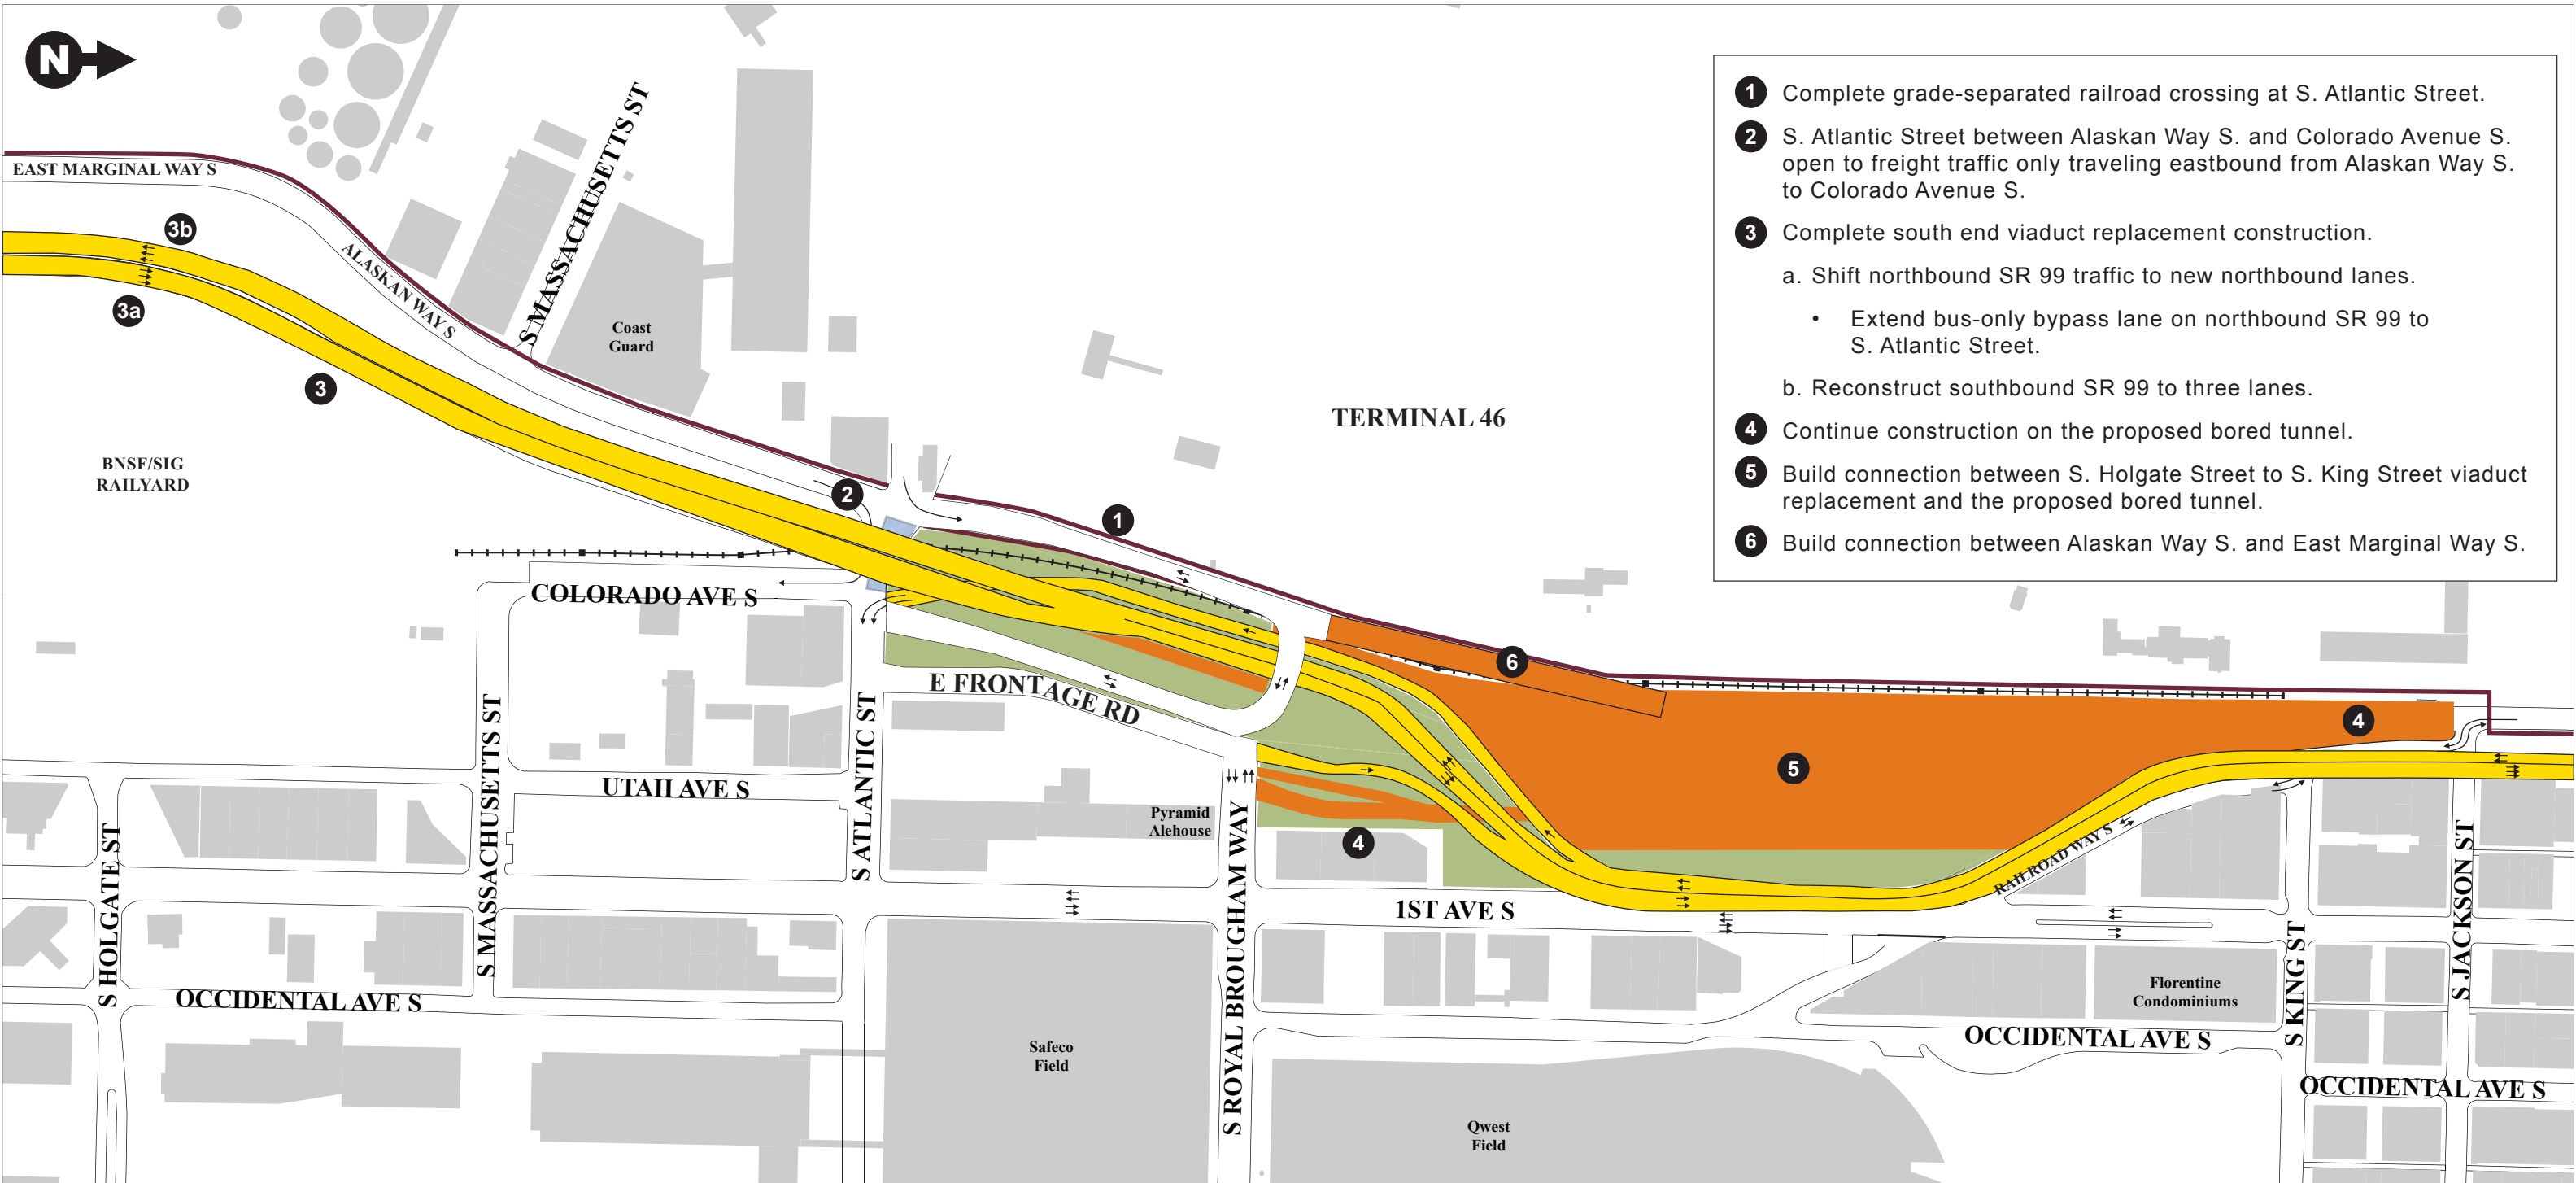 N
1 Complete grade-separated railroad crossing at S. Atlantic Street.
2 S. Atlantic Street between Alaskan Way S. and Colorado Avenue S.
open to freight traffic only traveling eastbound from Alaskan Way S.
to Colorado Avenue S.
3 Complete south end viaduct replacement construction.
a. Shift northbound SR 99 traffic to new northbound lanes.
• Extend bus-only bypass lane on northbound SR 99 to
S. Atlantic Street.
b. Reconstruct southbound SR 99 to three lanes.
4 Continue construction on the proposed bored tunnel.
5 Build connection between S. Holgate Street to S. King Street viaduct
replacement and the proposed bored tunnel.
6 Build connection between Alaskan Way S. and East Marginal Way S.
EAST MARGINAL WAY S
3b
3a
3
ALASKAN WAY S
S MASSACHUSETTS ST
Coast
Guard
TERMINAL 46
BNSF/SIG
RAILYARD
2
1
COLORADO AVE S
6
E FRONTAGE RD
4
5
S MASSACHUSETTS ST
S ATLANTIC ST
UTAH AVE S
Pyramid
Alehouse
S ROYAL BROUGHAM WAY
4
RAILROAD WAY S
S HOLGATE ST
1ST AVE S
S JACKSON ST
S KING ST
OCCIDENTAL AVE S
Florentine
Condominiums
OCCIDENTAL AVE S
Safeco
Field
OCCIDENTAL AVE S
Qwest
Field